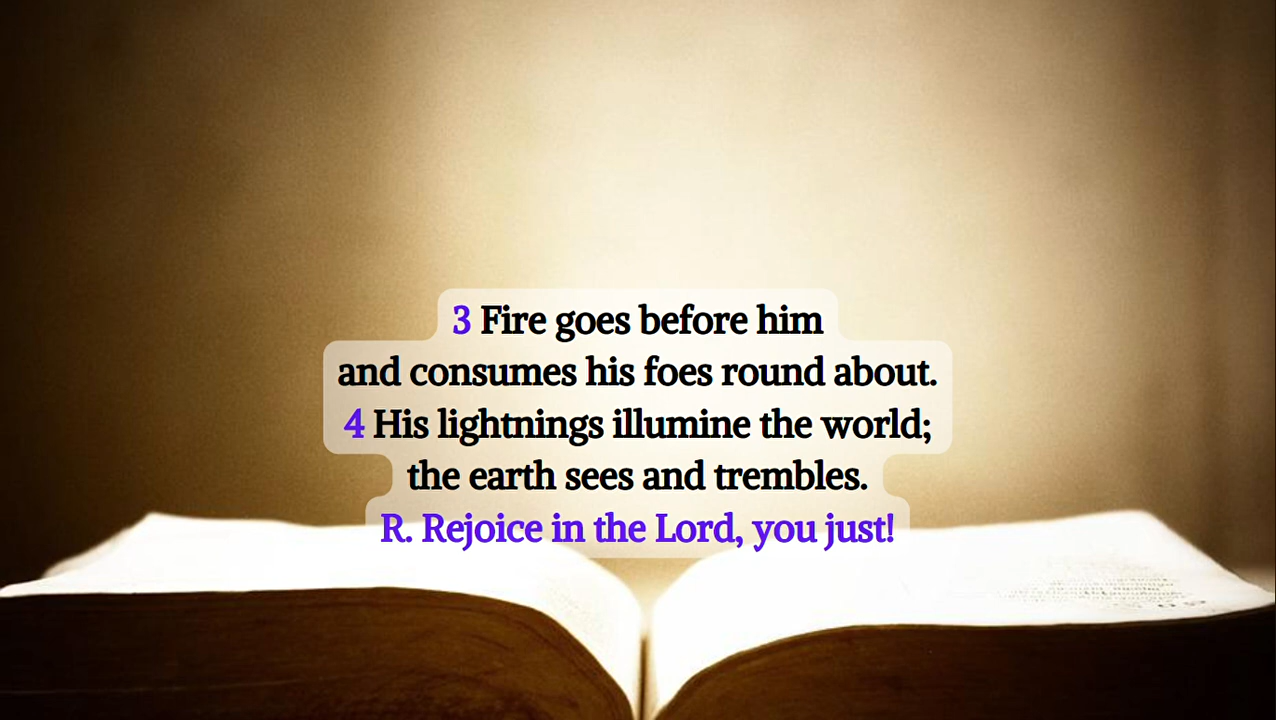 3 Fire goes before him
and consumes his foes round about.
4 His lightnings illumine the world;
the earth sees and trembles.
R. Rejoice in the Lord, you just!